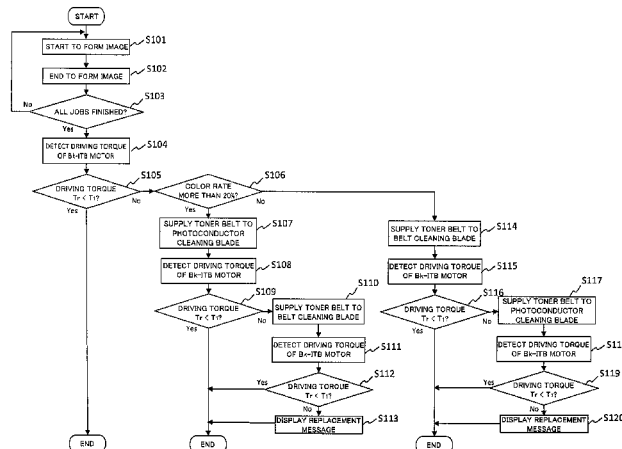 START
START TO FORM IMAGE
S101
END TO FORM IMAGE
S102
ALL JOBS FINISHED?
S103
No
Yes
DETECT DRIVING TORQUE
OF Bk-ITB MOTOR
S104
DRIVING TORQUE
Tr < T1?
S105
Yes
No
COLOR RATE
MORE THAN 20%?
S106
Yes
No
SUPPLY TONER BELT TO
PHOTOCONDUCTOR
CLEANING BLADE
S107
DETECT DRIVING TORQUE
OF Bk-ITB MOTOR
S108
DRIVING TORQUE
Tr < T1?
S109
Yes
No
SUPPLY TONER BELT TO
BELT CLEANING BLADE
S110
DETECT DRIVING TORQUE
OF Bk-ITB MOTOR
S111
DRIVING TORQUE
Tr < T1?
S112
Yes
No
DISPLAY REPLACEMENT
MESSAGE
S113
SUPPLY TONER BELT TO
BELT CLEANING BLADE
S114
DETECT DRIVING TORQUE
OF Bk-ITB MOTOR
S115
DRIVING TORQUE
Tr < T1?
S116
Yes
No
SUPPLY TONER BELT TO
PHOTOCONDUCTOR
CLEANING BLADE
S117
DETECT DRIVING TORQUE
OF Bk-ITB MOTOR
S11
DRIVING TORQUE
Tr < T1?
S119
Yes
No
DISPLAY REPLACEMENT
MESSAGE
S120
END
END
END